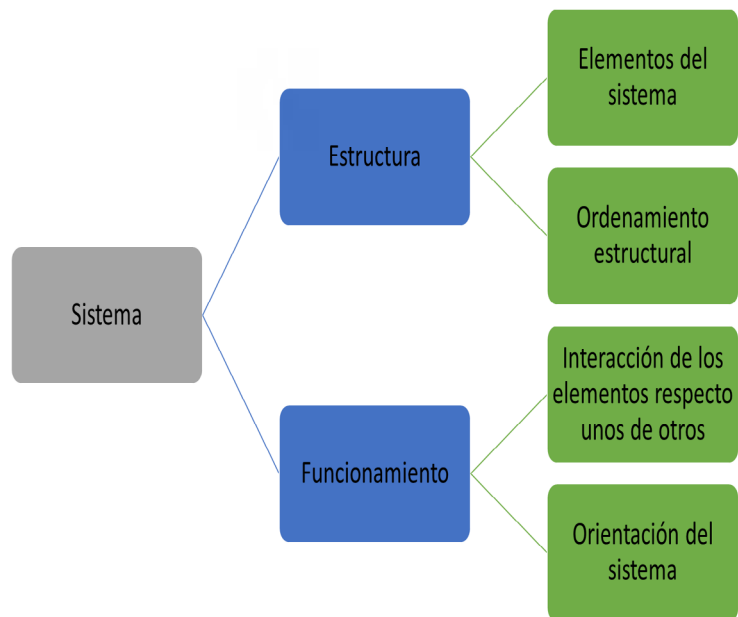 Sistema
Estructura
Elementos del
sistema
Ordenamiento
estructural
Funcionamiento
Interacción de los
elementos respecto
unos de otros
Orientación del
sistema